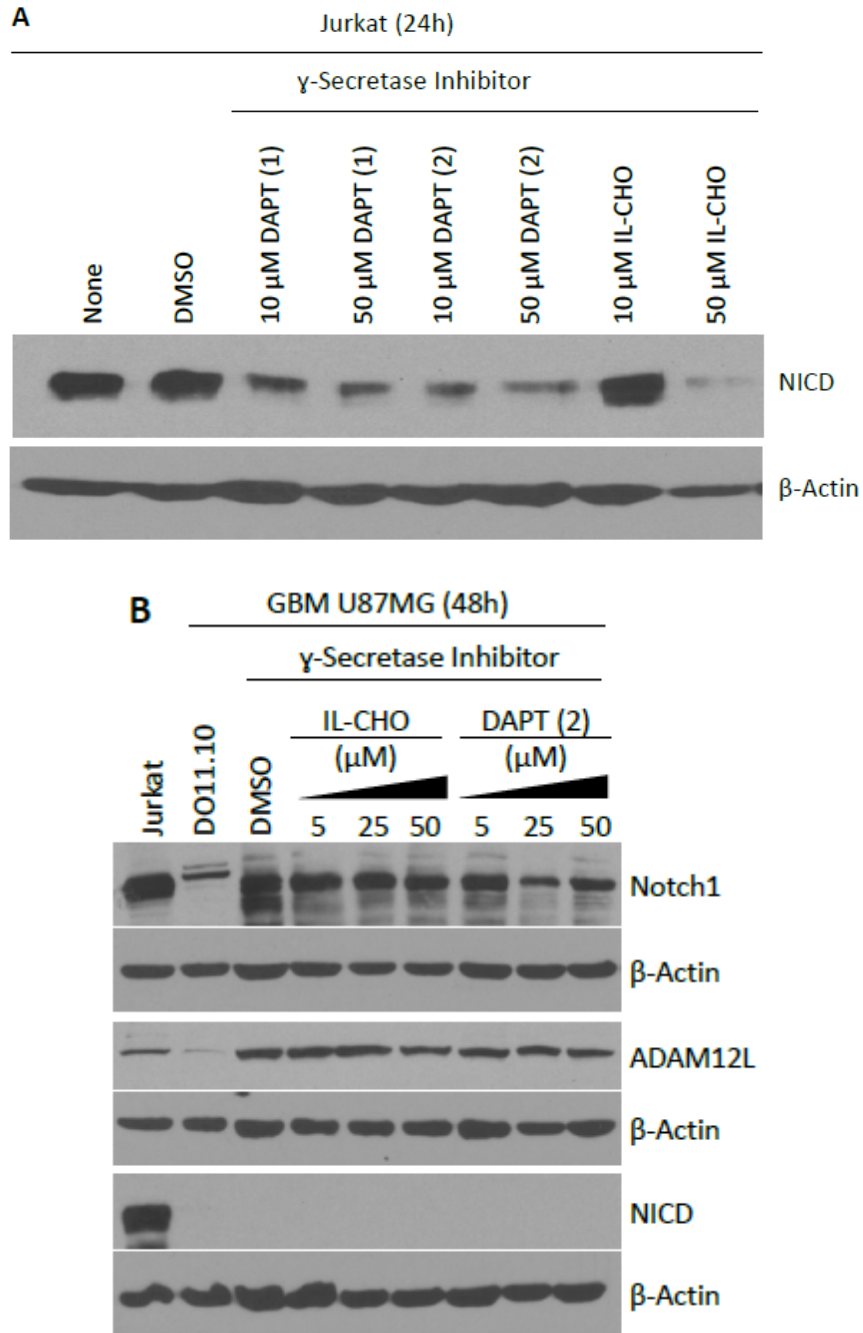 A
Jurkat (24h)
ɣ-Secretase Inhibitor
None
DMSO
10 µM DAPT (1)
50 µM DAPT (1)
10 µM DAPT (2)
50 µM DAPT (2)
10 µM IL-CHO
50 µM IL-CHO
NICD
β-Actin
B
GBM U87MG (48h)
ɣ-Secretase Inhibitor
Jurkat
DO11.10
DMSO
IL-CHO DAPT (2)
(µM) (µM)
5 25 50 5 25 50
Notch1
β-Actin
ADAM12L
β-Actin
NICD
β-Actin